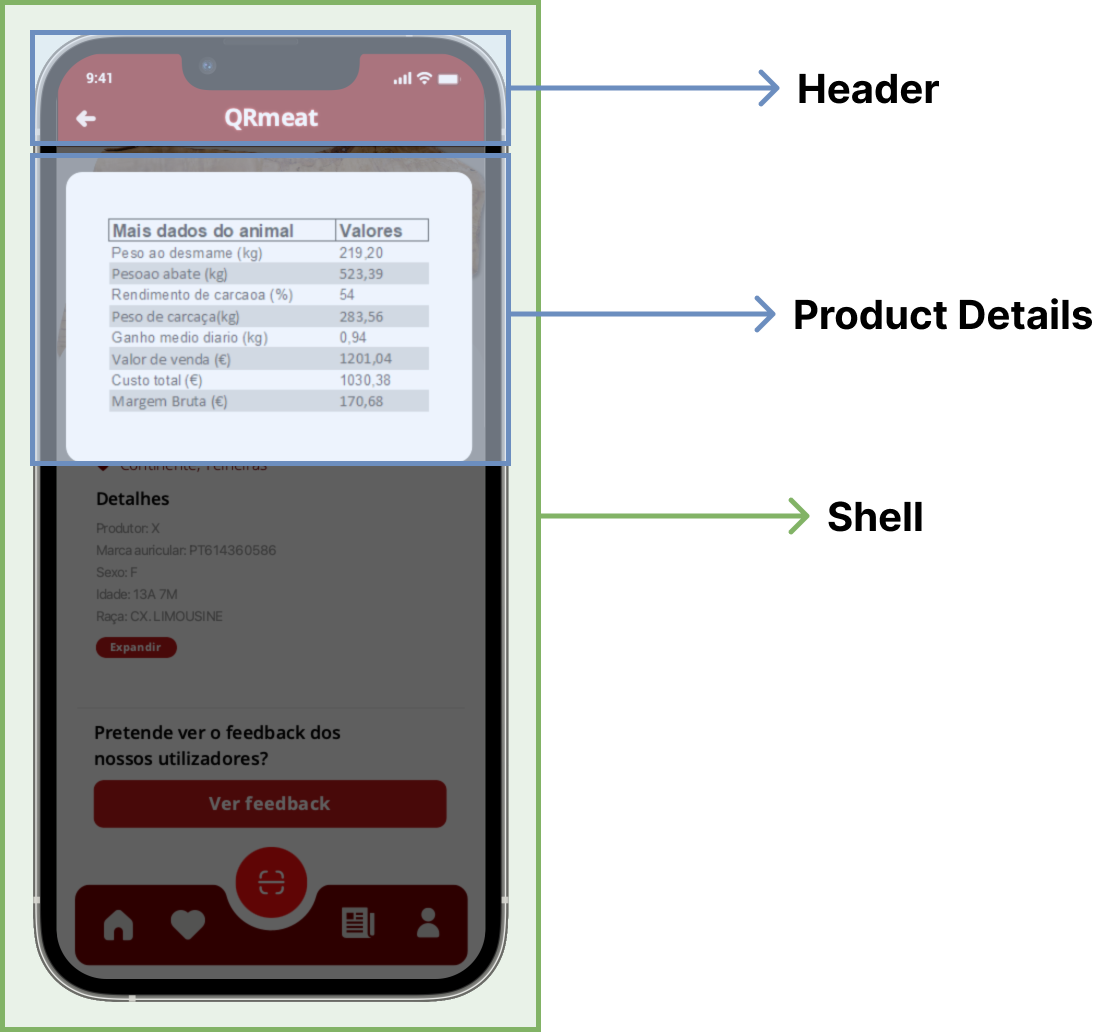 9:41
QRmeat
Header
Mais dados do animal Valores
Peso ao desmame (kg) 219,20
Pesoao abate (kg) 523,39
Rendimento de carcaoa (%) 54
Peso de carcaça(kg) 283,56
Ganho medio diario (kg) 0,94
Valor de venda (€) 1201,04
Custo total (€) 1030,38
Margem Bruta (€) 170,68
Product Details
Continente, Telheiras
Detalhes
Produtor: X
Marca auricular: PT614360586
Sexo: F
Idade: 13A 7M
Raça: CX. LIMOUSINE
Expandir
Shell
Pretende ver o feedback dos
nossos utilizadores?
Ver feedback